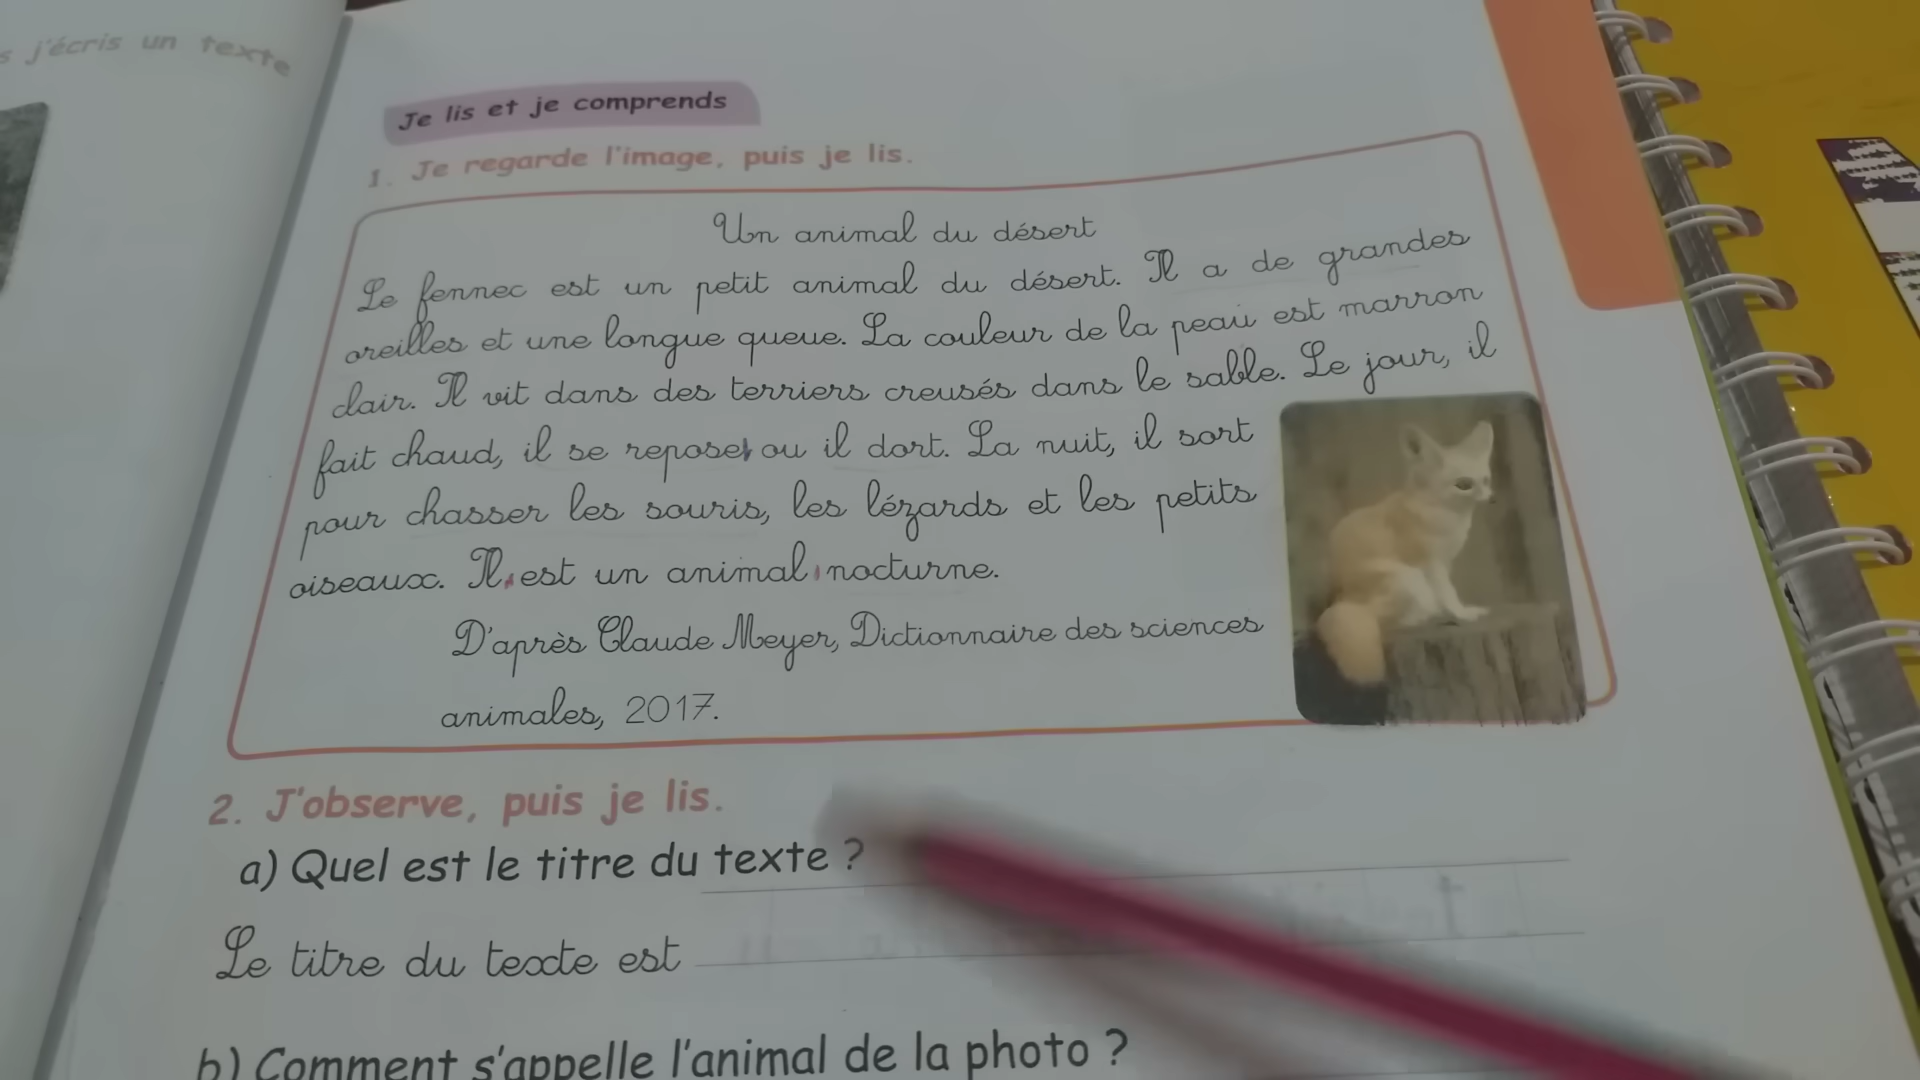 j'écris un texte
Je lis et je comprends
1. Je regarde l'image, puis je lis.
Un animal du désert
Le fennec est un petit animal du désert. Il a de grandes
oreilles et une longue queue. La couleur de la peau est marron
clair. Il vit dans des terriers creusés dans le sable. Le jour, il
fait chaud, il se repose ou il dort. La nuit, il sort
pour chasser les souris, les lézards et les petits
oiseaux. Il est un animal nocturne.
D'après Claude Meyer, Dictionnaire des sciences
animales, 2017.
2. J'observe, puis je lis.
a) Quel est le titre du texte ?
Le titre du texte est
b) Comment s'appelle l'animal de la photo ?